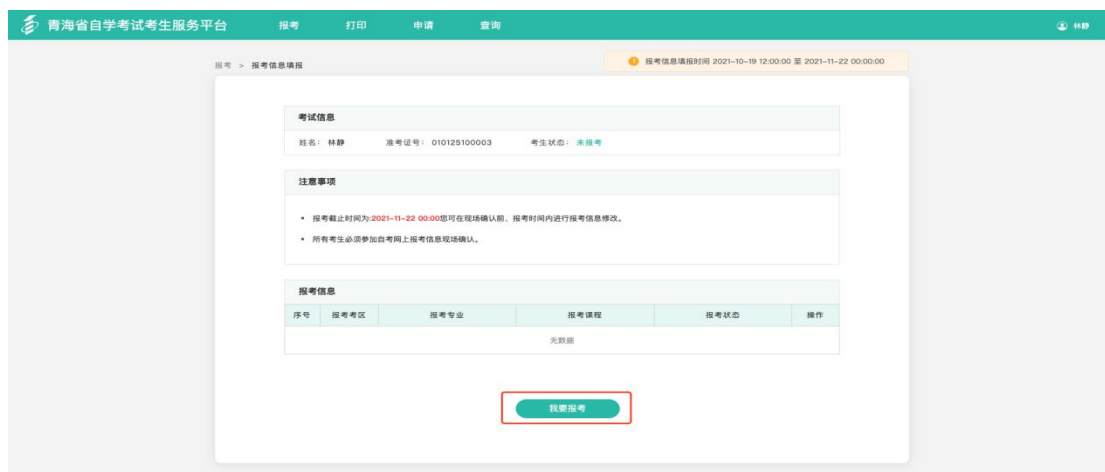 青海省自学考试考生服务平台 报考 打印 申请 查询 林静
报考 > 报考信息填报 报考信息填报时间 2021-10-19 12:00:00 至 2021-11-22 00:00:00
考试信息
姓名: 林静 准考证号: 010125100003 考生状态: 未报考
注意事项
报考截止时间为:2021-11-22 00:00您可在现场确认前、报考时间内进行报考信息修改。
所有考生必须参加自考网上报考信息现场确认。
报考信息
序号 报考考区 报考专业 报考课程 报考状态 操作
无数据
我要报考